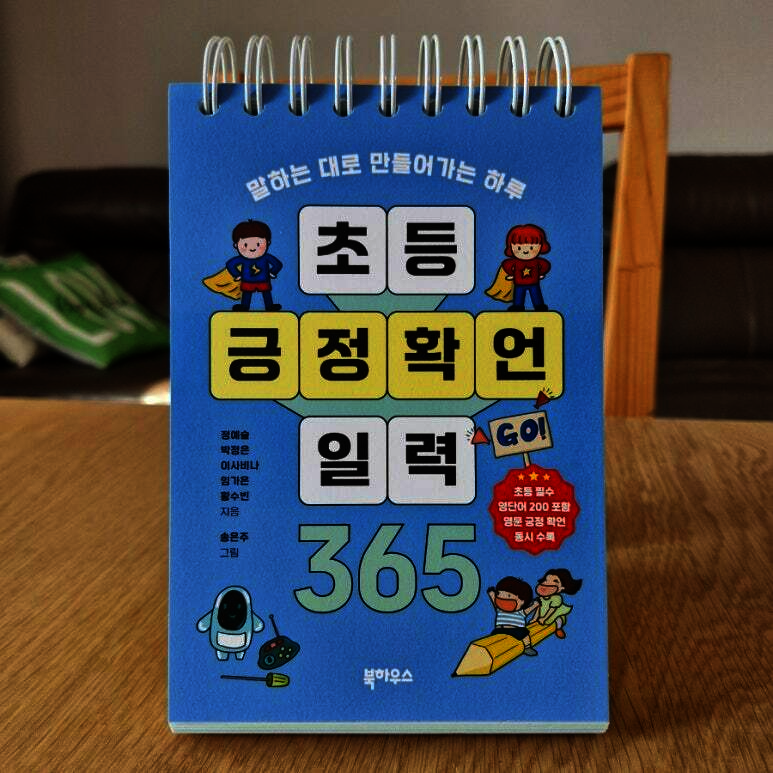 말하는 대로 만들어가는 하루
초등
긍정확언
일력
GO!
365
정예슬
박정은
이사비나
임가은
황수빈
지음
송은주
그림
초등 필수
영단어 200 포함
영문 긍정 확언
동시 수록
북하우스